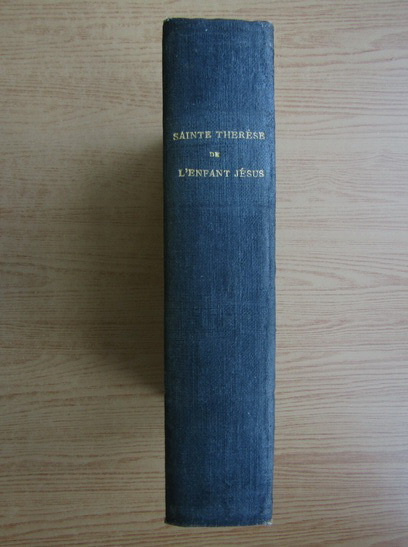 SAINTE THÉRÈSE
DE
L'ENFANT JÉSUS